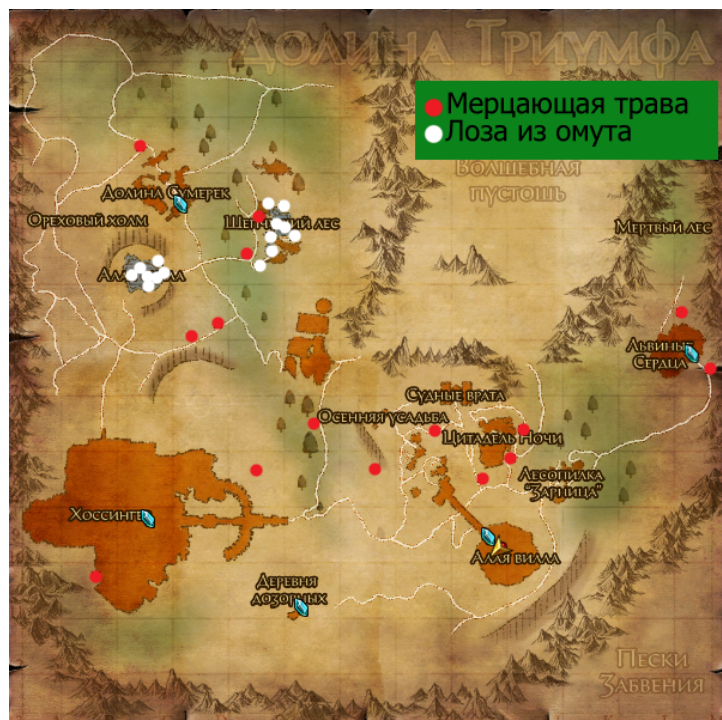 Долина Триумфа
Мерцающая трава
Лоза из омута
Волшебная
пустошь
Долина Сумерек
Ореховый холм
Мертвый лес
Львиные
Сердца
Судные врата
Осенняя усадьба
Цитадель Ночи
Лесопилка
"Зарница"
Хоссинг
Алая вилла
Деревня
дозорных
Пески
Забвения